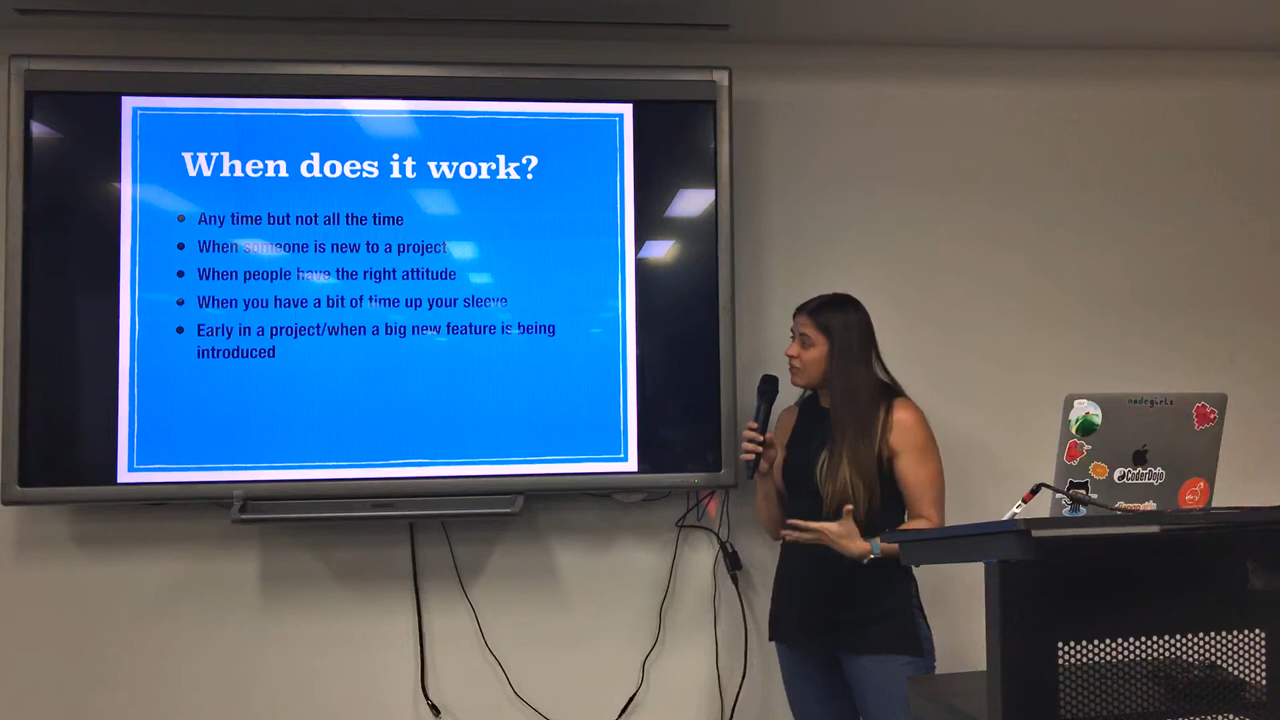 When does it work?
Any time but not all the time
When someone is new to a project
When people have the right attitude
When you have a bit of time up your sleeve
Early in a project/when a big new feature is being
introduced
nodegirls
CoderDojo